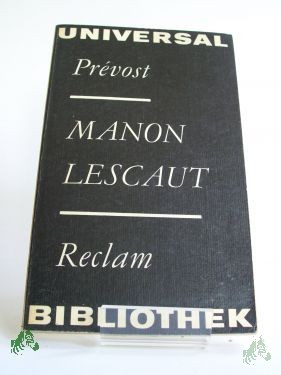 UNIVERSAL
Prévost
MANON
LESCAUT
Reclam
BIBLIOTHEK